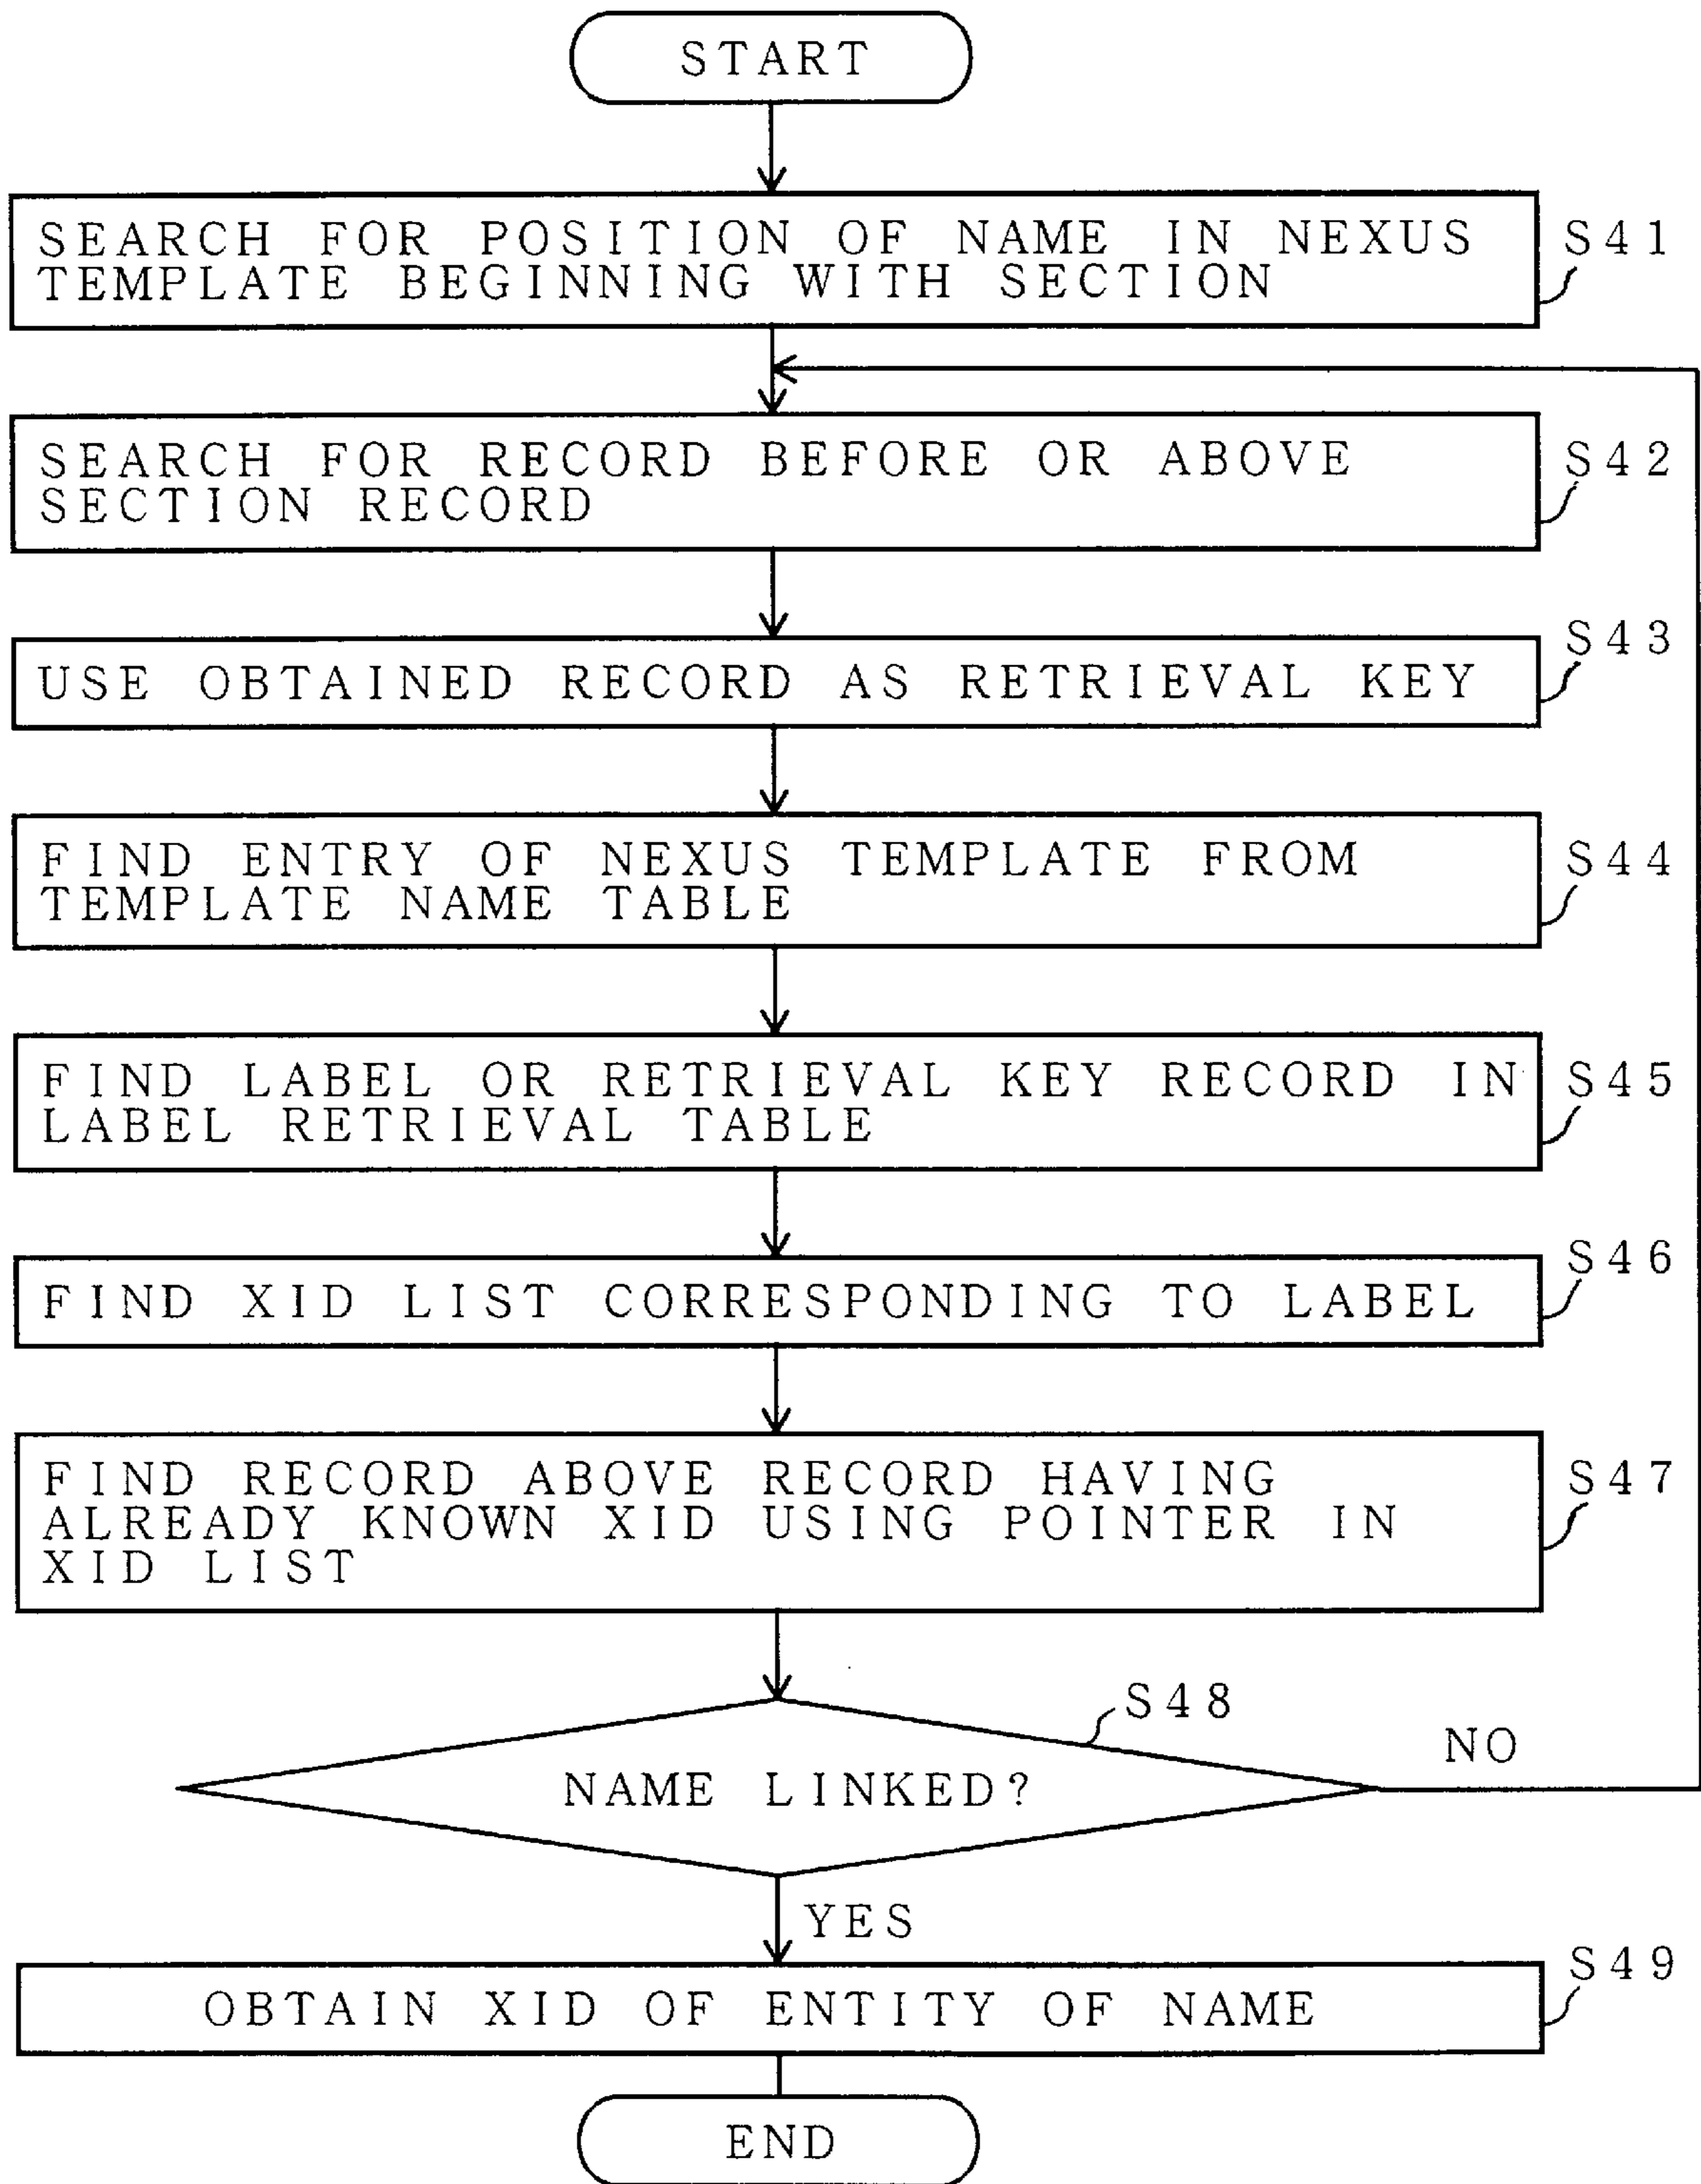 START
SEARCH FOR POSITION OF NAME IN NEXUS
TEMPLATE BEGINNING WITH SECTION
S41
SEARCH FOR RECORD BEFORE OR ABOVE
SECTION RECORD
S42
USE OBTAINED RECORD AS RETRIEVAL KEY
S43
FIND ENTRY OF NEXUS TEMPLATE FROM
TEMPLATE NAME TABLE
S44
FIND LABEL OR RETRIEVAL KEY RECORD IN
LABEL RETRIEVAL TABLE
S45
FIND XID LIST CORRESPONDING TO LABEL
S46
FIND RECORD ABOVE RECORD HAVING
ALREADY KNOWN XID USING POINTER IN
XID LIST
S47
S48
NAME LINKED?
NO
YES
OBTAIN XID OF ENTITY OF NAME
S49
END